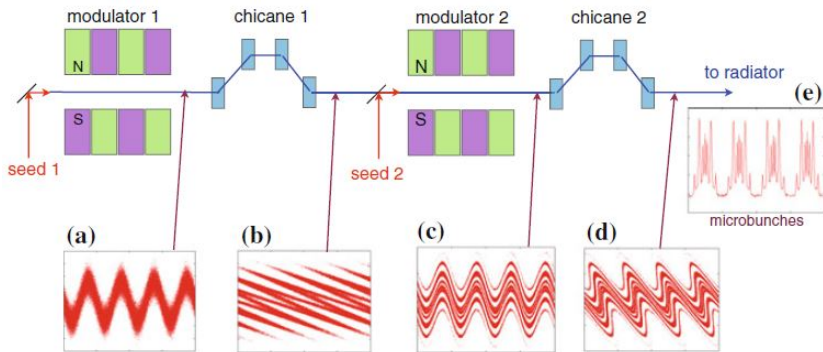 modulator 1
chicane 1
modulator 2
chicane 2
N
N
to radiator
(e)
S
S
seed 1
seed 2
microbunches
(a)
(b)
(c)
(d)